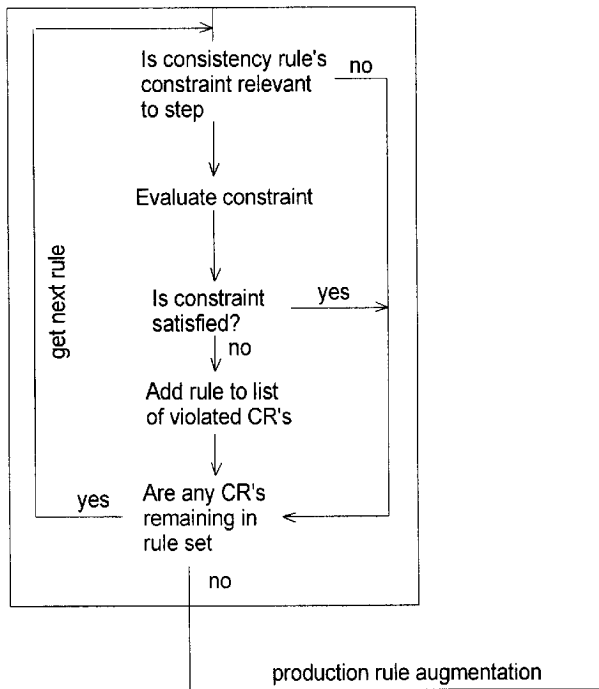 Is consistency rule's
constraint relevant
to step
no
Evaluate constraint
get next rule
Is constraint
satisfied?
yes
no
Add rule to list
of violated CR's
yes
Are any CR's
remaining in
rule set
no
production rule augmentation